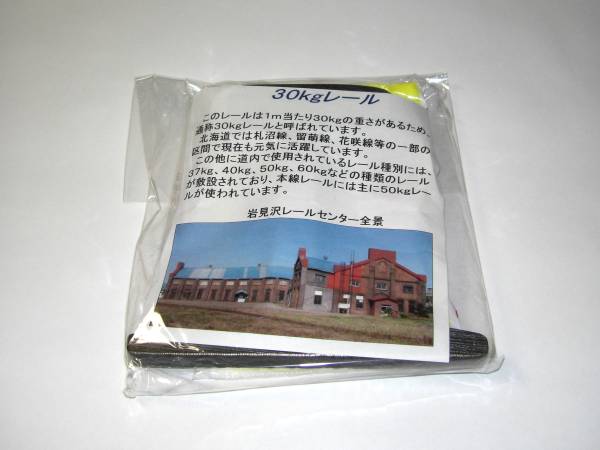 30kgレール
このレールは1m当たり30kgの重さがあるため、
通称30kgレールと呼ばれています。
北海道では札沼線、留萌線、花咲線等の一部の
区間で現在も元気に活躍しています。
この他に道内で使用されているレール種別には、
37kg、40kg、50kg、60kgなどの種類のレール
が敷設されており、本線レールには主に50kgレー
ルが使われています。
岩見沢レールセンター全景